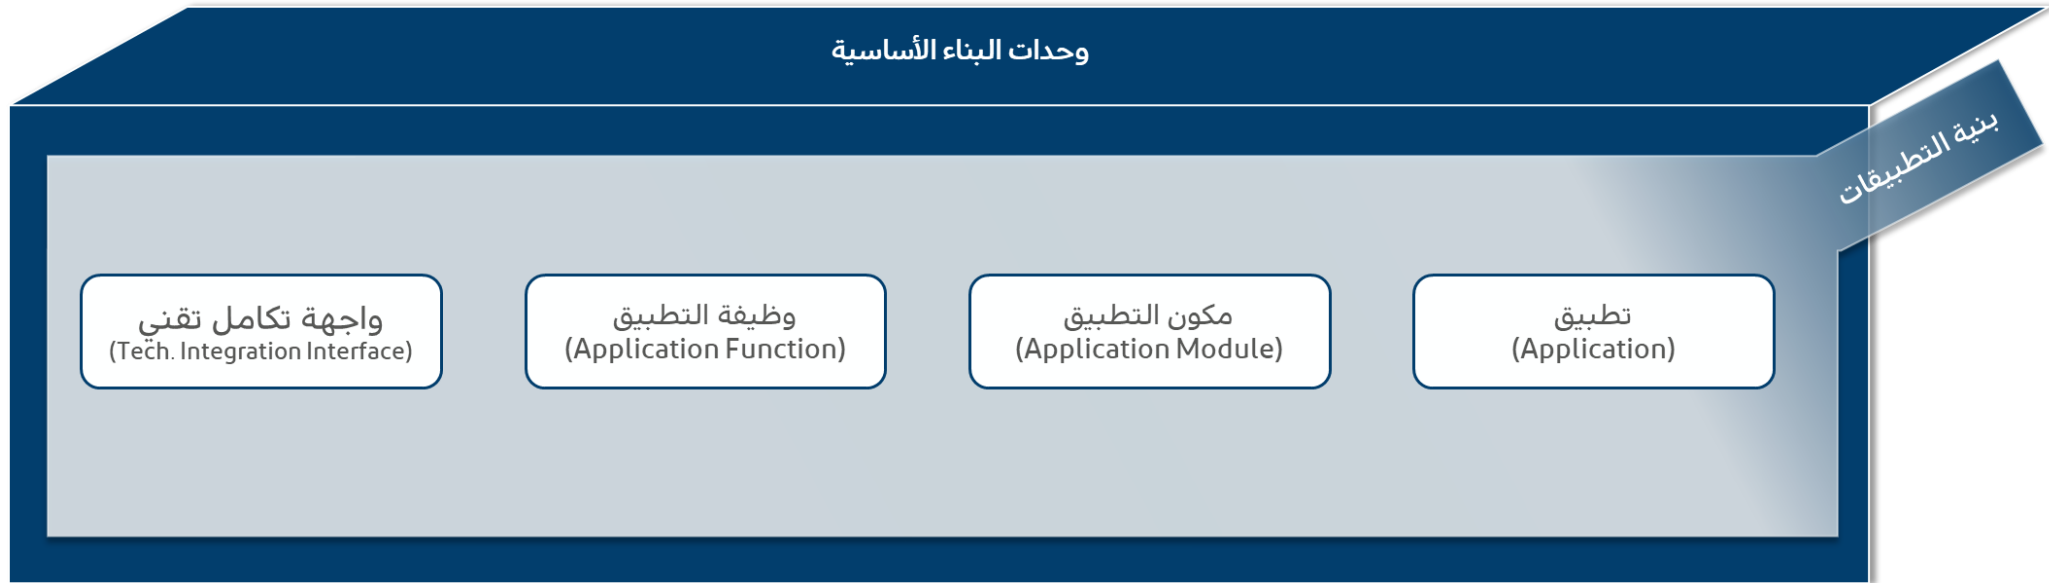 وحدات البناء الأساسية
بنية التطبيقات
تطبيق
(Application)
مكون التطبيق
(Application Module)
وظيفة التطبيق
(Application Function)
واجهة تكامل تقني
(Tech. Integration Interface)